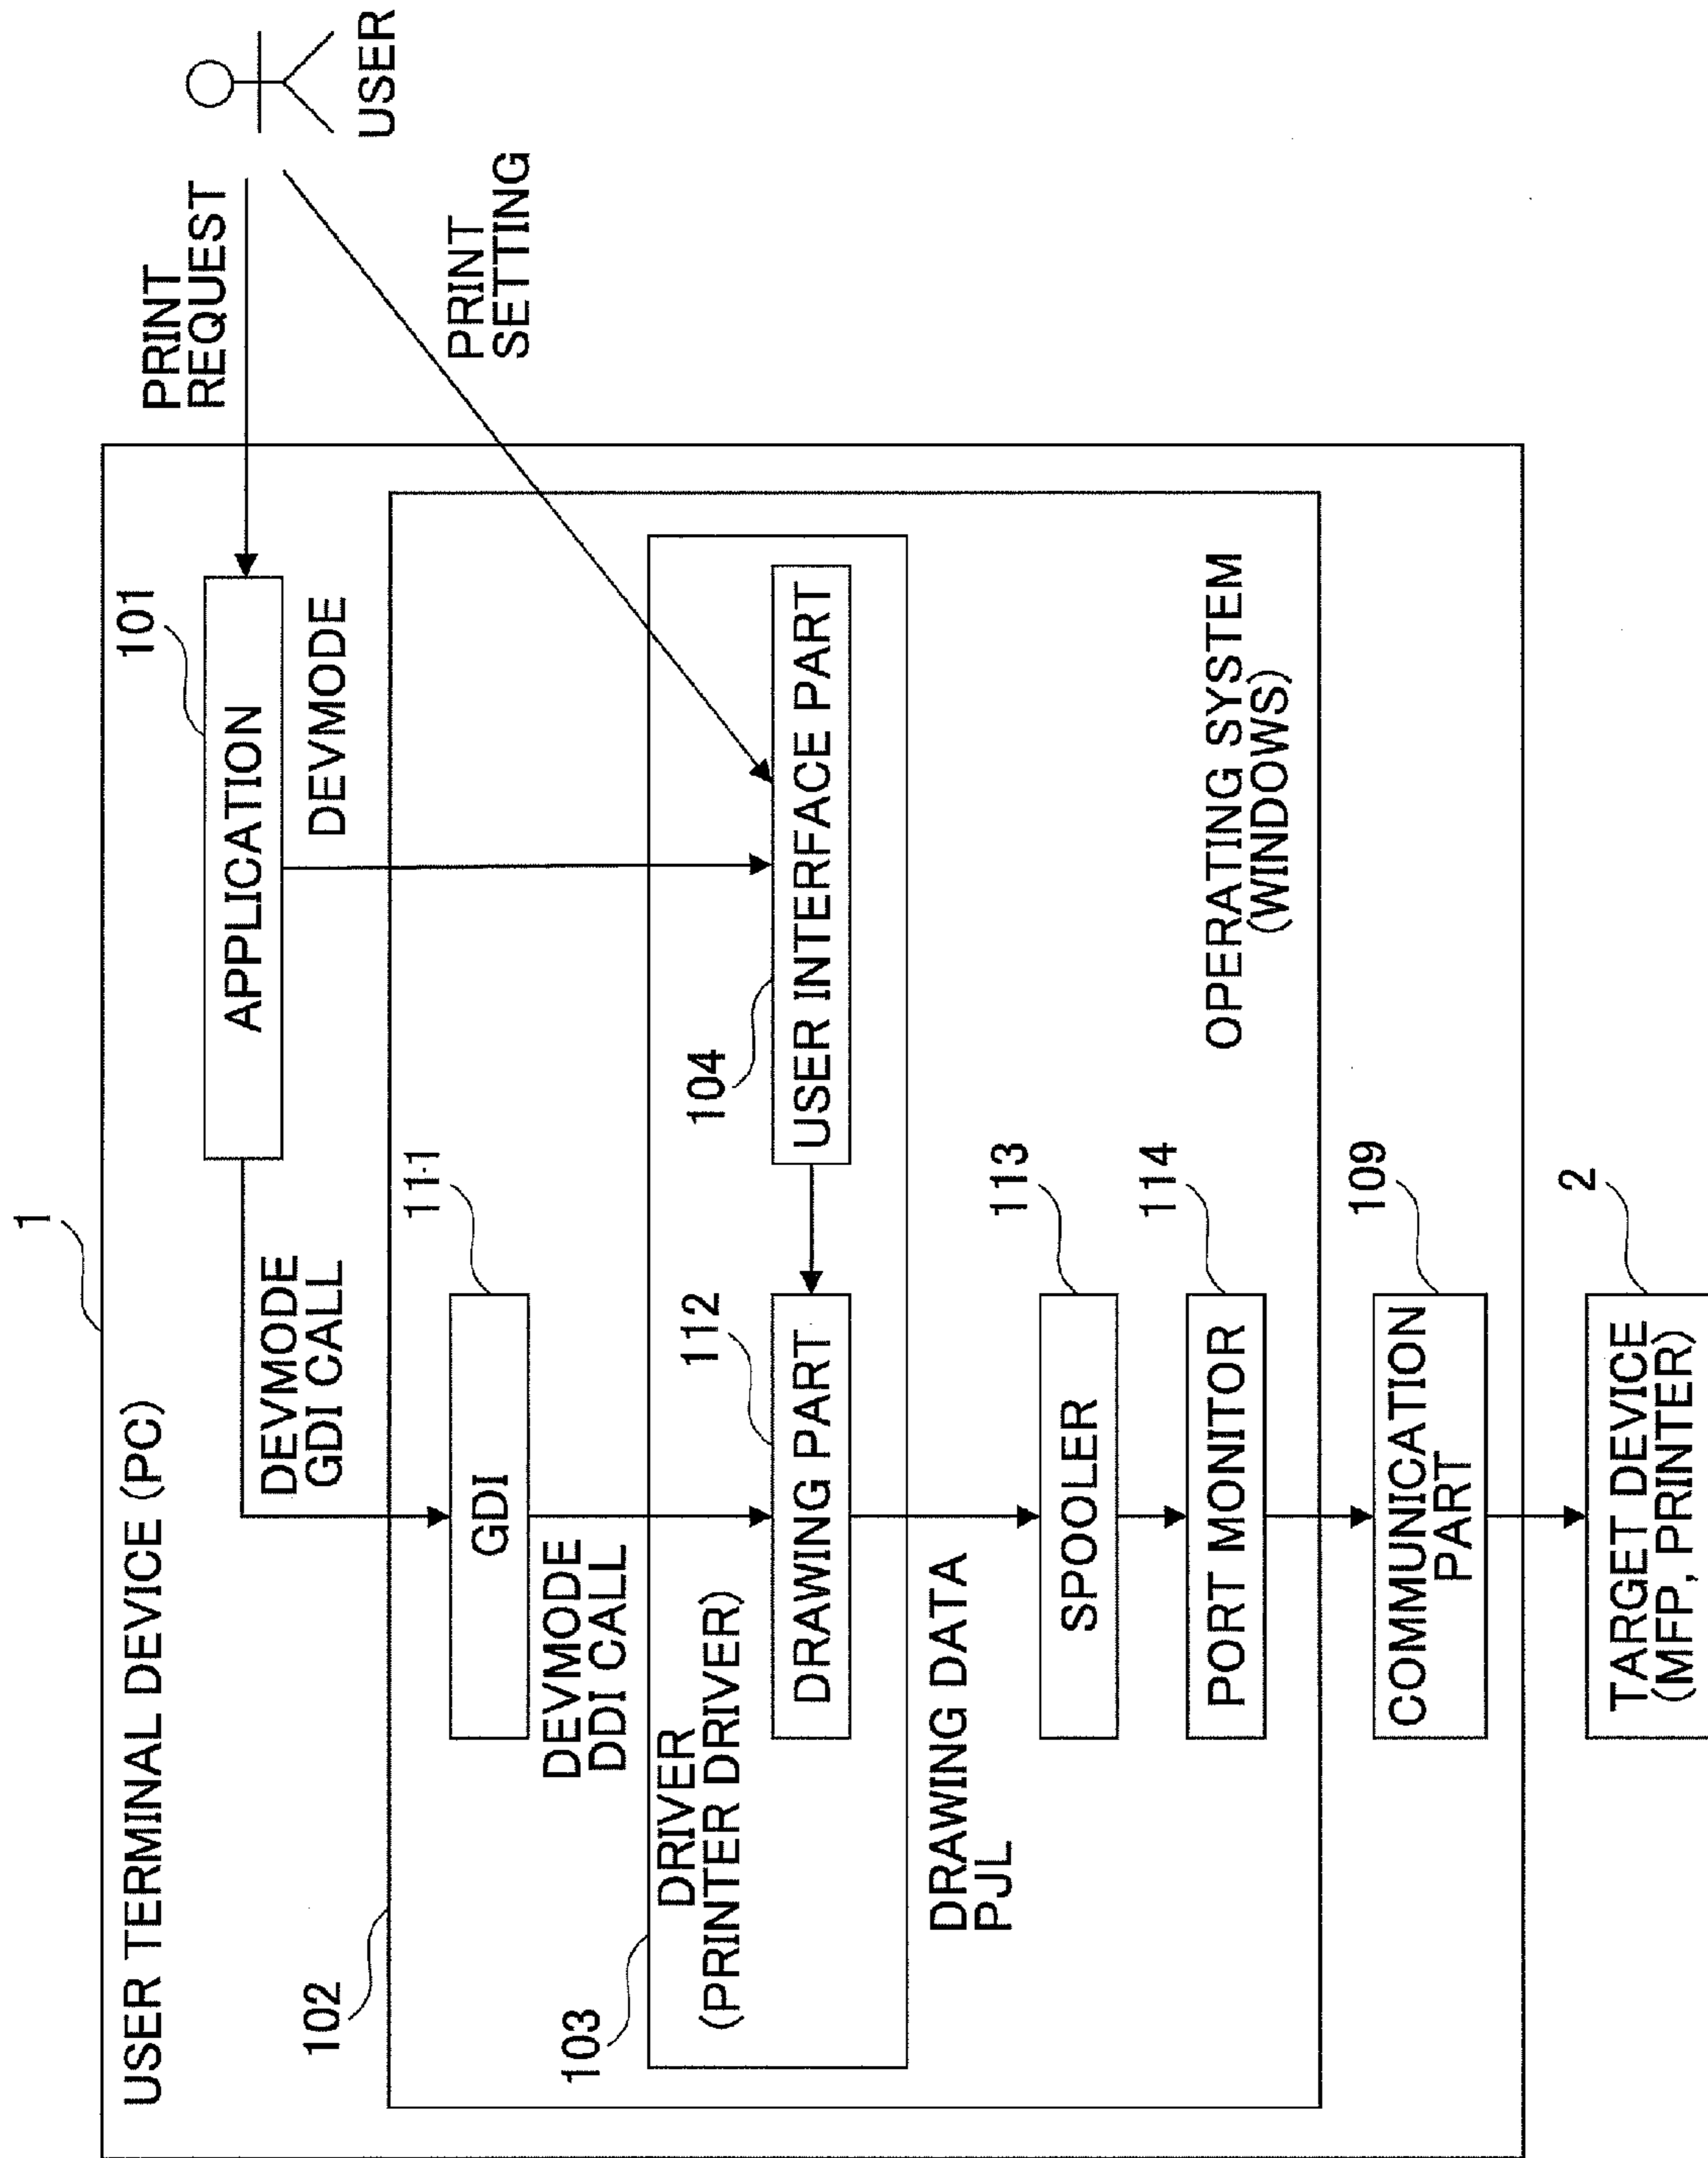 1
USER TERMINAL DEVICE (PC)
101
APPLICATION
PRINT
REQUEST
USER
DEVMODE
GDI CALL
DEVMODE
PRINT
SETTING
102
111
GDI
DEVMODE
DDI CALL
103
DRIVER
(PRINTER DRIVER)
112
DRAWING PART
104
USER INTERFACE PART
DRAWING DATA
PJL
113
SPOOLER
114
PORT MONITOR
OPERATING SYSTEM
(WINDOWS)
109
COMMUNICATION
PART
2
TARGET DEVICE
(MFP, PRINTER)